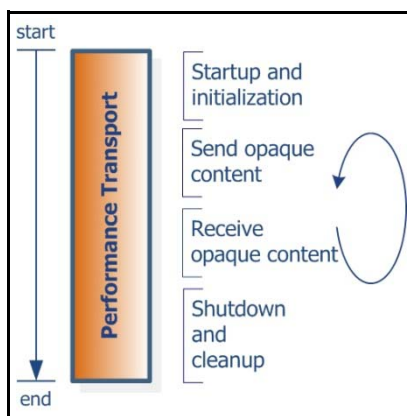 start
Performance Transport
Startup and
initialization
Send opaque
content
Receive
opaque content
Shutdown
and
cleanup
end